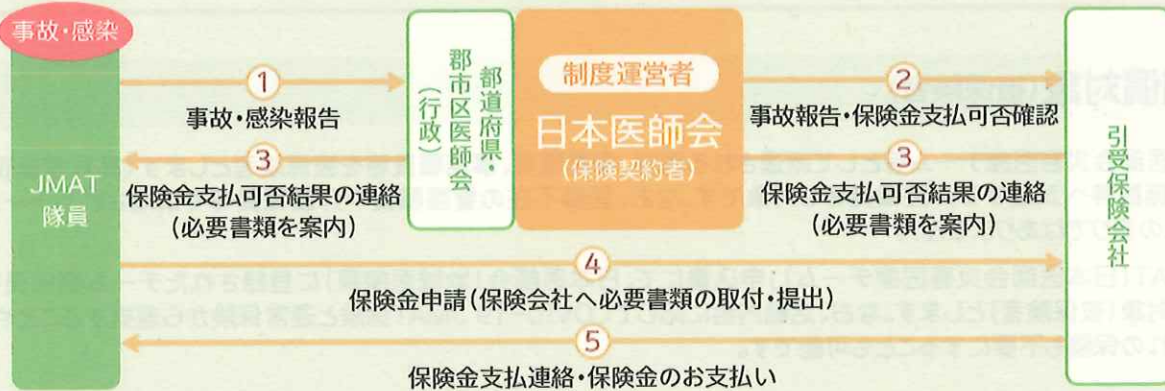 事故・感染
JMAT
隊員
①
事故・感染報告
③
保険金支払可否結果の連絡
(必要書類を案内)
都道府県・
郡市区医師会
(行政)
制度運営者
日本医師会
(保険契約者)
②
事故報告・保険金支払可否確認
③
保険金支払可否結果の連絡
(必要書類を案内)
引受保険会社
④
保険金申請(保険会社へ必要書類の取付・提出)
⑤
保険金支払連絡・保険金のお支払い